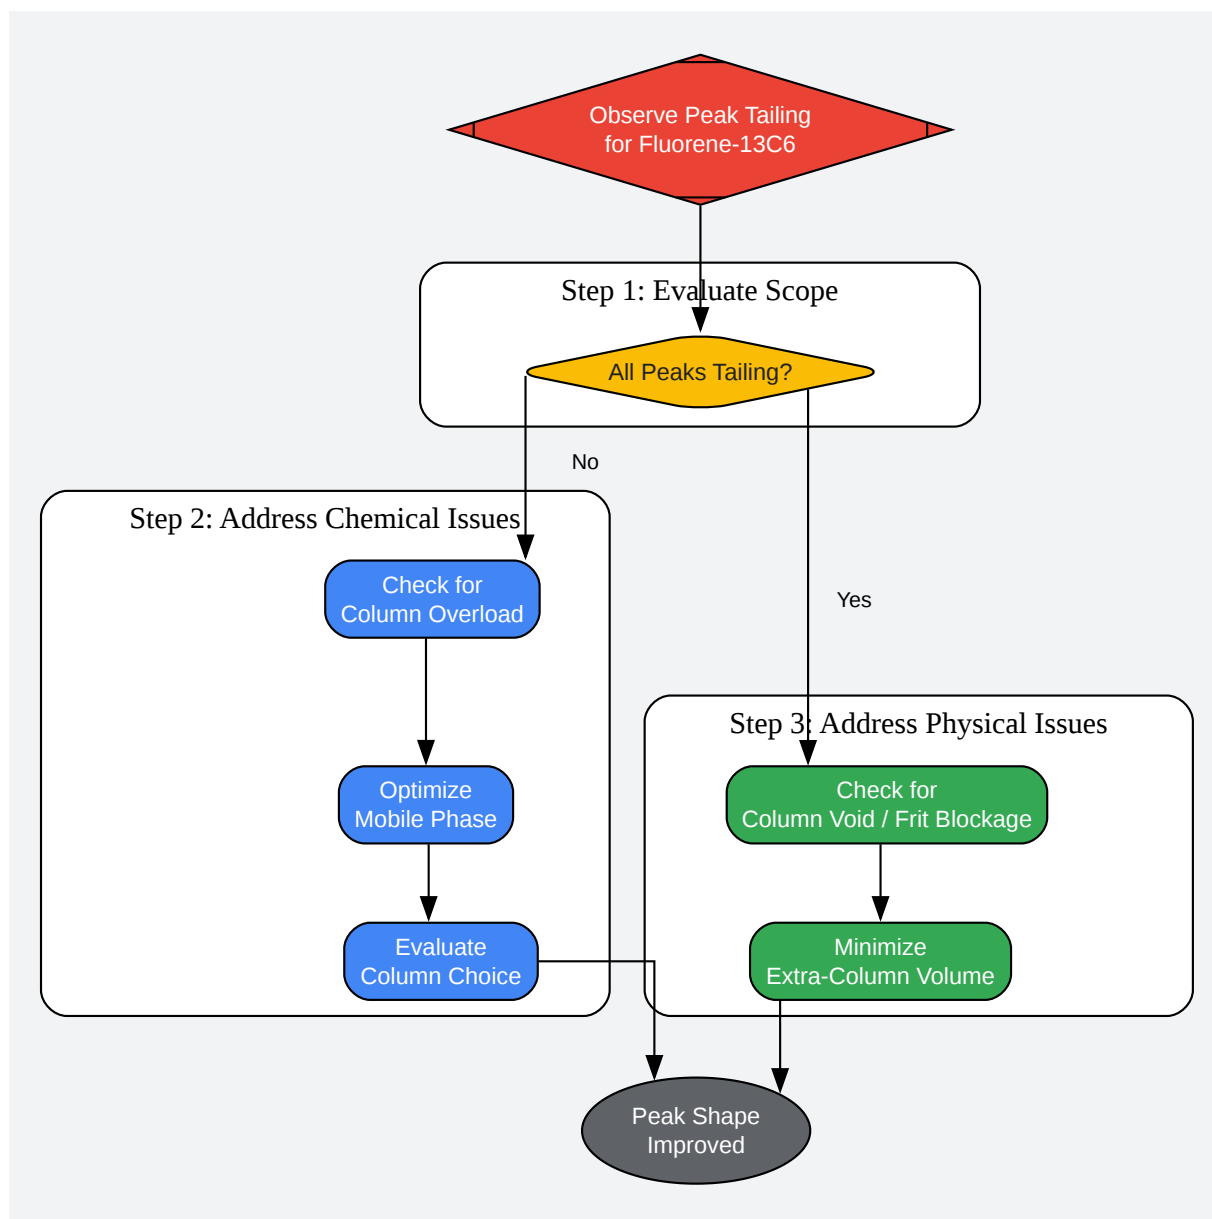 Observe Peak Tailing
for Fluorene-13C6
Step 1: Evaluate Scope
All Peaks Tailing?
No
Step 2: Address Chemical Issues
Check for
Column Overload
Yes
Optimize
Mobile Phase
Evaluate
Column Choice
Step 3: Address Physical Issues
Check for
Column Void / Frit Blockage
Minimize
Extra-Column Volume
Peak Shape
Improved